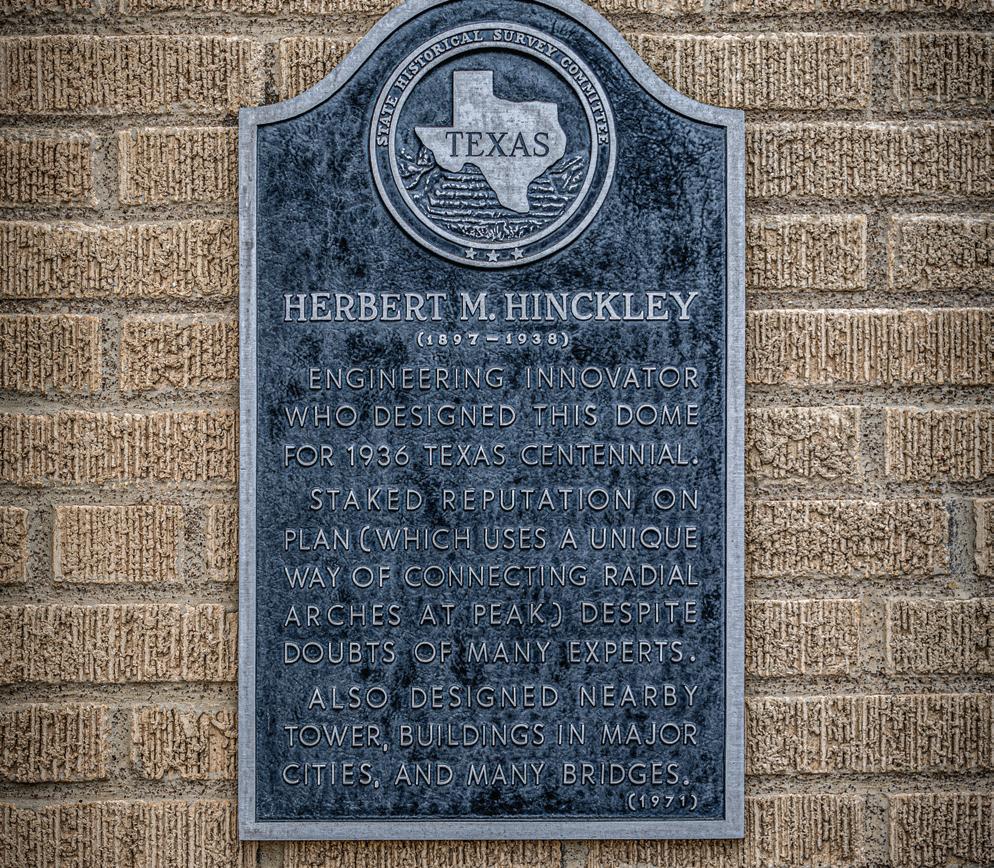 STATE HISTORICAL SURVEY COMMITTEE
TEXAS
HERBERT M. HINCKLEY
(1897-1938)
ENGINEERING INNOVATOR
WHO DESIGNED THIS DOME
FOR 1936 TEXAS CENTENNIAL.
STAKED REPUTATION ON
PLAN (WHICH USES A UNIQUE
WAY OF CONNECTING RADIAL
ARCHES AT PEAK) DESPITE
DOUBTS OF MANY EXPERTS.
ALSO DESIGNED NEARBY
TOWER, BUILDINGS IN MAJOR
CITIES, AND MANY BRIDGES.
(1971)